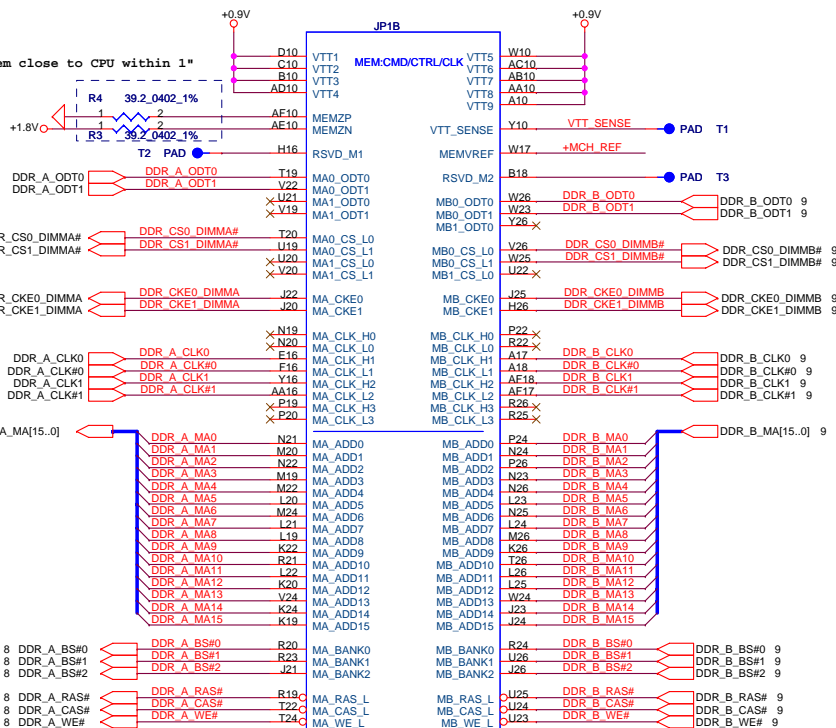 +0.9V +0.9V
JP1B
em close to CPU within 1"
MEM:CMD/CTRL/CLK
D10 VTT1 VTT5 W10
C10 VTT2 VTT6 AC10
B10 VTT3 VTT7 AB10
AD10 VTT4 VTT8 AA10
VTT9 A10
R4 39.2_0402_1%
1 2 AF10 MEMZP
+1.8V 1 2 AE10 MEMZN VTT_SENSE Y10 VTT_SENSE PAD T1
R3 39.2_0402_1%
T2 PAD H16 RSVD_M1 MEMVREF W17 +MCH_REF
RSVD_M2 B18 PAD T3
DDR_A_ODT0 DDR_A_ODT0 T19 MA0_ODT0
DDR_A_ODT1 DDR_A_ODT1 V22 MA0_ODT1
U21 MA1_ODT0 MB0_ODT0 W26 DDR_B_ODT0 DDR_B_ODT0 9
V19 MA1_ODT1 MB0_ODT1 W23 DDR_B_ODT1 DDR_B_ODT1 9
MB1_ODT0 Y26
R_CS0_DIMMA# DDR_CS0_DIMMA# T20 MA0_CS_L0
R_CS1_DIMMA# DDR_CS1_DIMMA# U19 MA0_CS_L1 MB0_CS_L0 V26 DDR_CS0_DIMMB# DDR_CS0_DIMMB# 9
U20 MA1_CS_L0 MB0_CS_L1 W25 DDR_CS1_DIMMB# DDR_CS1_DIMMB# 9
V20 MA1_CS_L1 MB1_CS_L0 U22
R_CKE0_DIMMA DDR_CKE0_DIMMA J22 MA_CKE0 MB_CKE0 J25 DDR_CKE0_DIMMB DDR_CKE0_DIMMB 9
R_CKE1_DIMMA DDR_CKE1_DIMMA J20 MA_CKE1 MB_CKE1 H26 DDR_CKE1_DIMMB DDR_CKE1_DIMMB 9
N19 MA_CLK_H0 MB_CLK_H0 P22
N20 MA_CLK_L0 MB_CLK_L0 R22
DDR_A_CLK0 DDR_A_CLK0 E16 MA_CLK_H1 MB_CLK_H1 A17 DDR_B_CLK0 DDR_B_CLK0 9
DDR_A_CLK#0 DDR_A_CLK#0 F16 MA_CLK_L1 MB_CLK_L1 A18 DDR_B_CLK#0 DDR_B_CLK#0 9
DDR_A_CLK1 DDR_A_CLK1 Y16 MA_CLK_H2 MB_CLK_H2 AF18 DDR_B_CLK1 DDR_B_CLK1 9
DDR_A_CLK#1 DDR_A_CLK#1 AA16 MA_CLK_L2 MB_CLK_L2 AF17 DDR_B_CLK#1 DDR_B_CLK#1 9
P19 MA_CLK_H3 MB_CLK_H3 R26
P20 MA_CLK_L3 MB_CLK_L3 R25
A_MA[15..0] DDR_B_MA[15..0] 9
DDR_A_MA0 N21 MA_ADD0 MB_ADD0 P24 DDR_B_MA0
DDR_A_MA1 M20 MA_ADD1 MB_ADD1 N24 DDR_B_MA1
DDR_A_MA2 N22 MA_ADD2 MB_ADD2 P26 DDR_B_MA2
DDR_A_MA3 M19 MA_ADD3 MB_ADD3 N23 DDR_B_MA3
DDR_A_MA4 M22 MA_ADD4 MB_ADD4 N26 DDR_B_MA4
DDR_A_MA5 L20 MA_ADD5 MB_ADD5 L23 DDR_B_MA5
DDR_A_MA6 M24 MA_ADD6 MB_ADD6 N25 DDR_B_MA6
DDR_A_MA7 L21 MA_ADD7 MB_ADD7 L24 DDR_B_MA7
DDR_A_MA8 L19 MA_ADD8 MB_ADD8 M26 DDR_B_MA8
DDR_A_MA9 K22 MA_ADD9 MB_ADD9 K26 DDR_B_MA9
DDR_A_MA10 R21 MA_ADD10 MB_ADD10 T26 DDR_B_MA10
DDR_A_MA11 L22 MA_ADD11 MB_ADD11 L26 DDR_B_MA11
DDR_A_MA12 K20 MA_ADD12 MB_ADD12 L25 DDR_B_MA12
DDR_A_MA13 V24 MA_ADD13 MB_ADD13 W24 DDR_B_MA13
DDR_A_MA14 K24 MA_ADD14 MB_ADD14 J23 DDR_B_MA14
DDR_A_MA15 K19 MA_ADD15 MB_ADD15 J24 DDR_B_MA15
8 DDR_A_BS#0 DDR_A_BS#0 R20 MA_BANK0 MB_BANK0 R24 DDR_B_BS#0 DDR_B_BS#0 9
8 DDR_A_BS#1 DDR_A_BS#1 R23 MA_BANK1 MB_BANK1 U26 DDR_B_BS#1 DDR_B_BS#1 9
8 DDR_A_BS#2 DDR_A_BS#2 J21 MA_BANK2 MB_BANK2 J26 DDR_B_BS#2 DDR_B_BS#2 9
8 DDR_A_RAS# DDR_A_RAS# R19 MA_RAS_L MB_RAS_L U25 DDR_B_RAS# DDR_B_RAS# 9
8 DDR_A_CAS# DDR_A_CAS# T22 MA_CAS_L MB_CAS_L U24 DDR_B_CAS# DDR_B_CAS# 9
8 DDR_A_WE# DDR_A_WE# T24 MA_WE_L MB_WE_L U23 DDR_B_WE# DDR_B_WE# 9